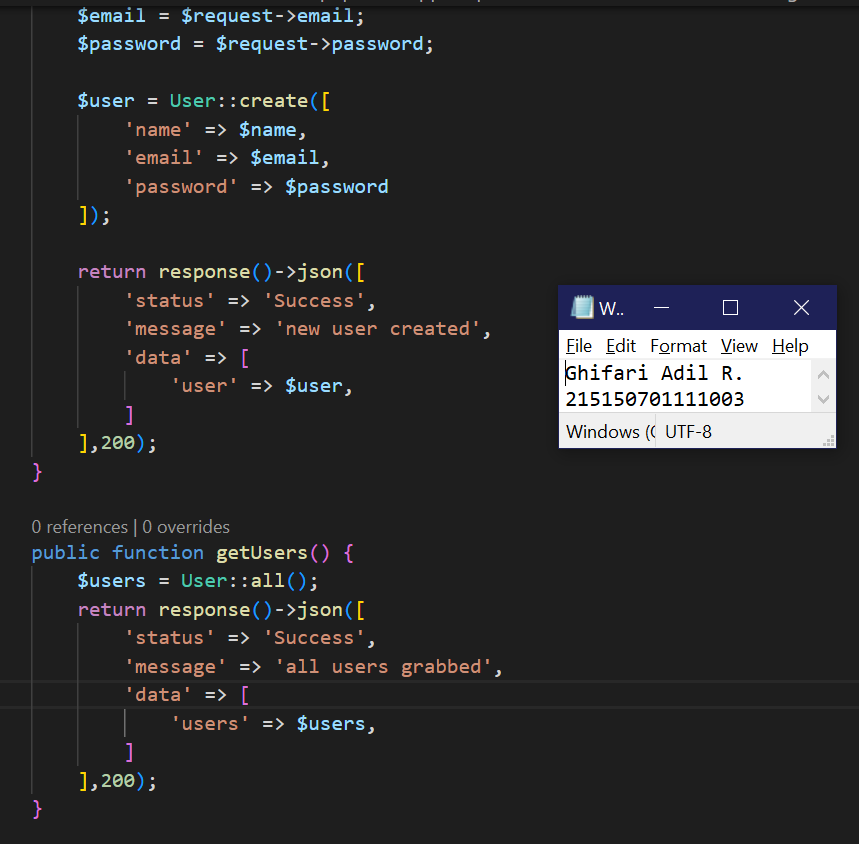 $email = $request->email;
$password = $request->password;
$user = User::create([
'name' => $name,
'email' => $email,
'password' => $password
]);
return response()->json([
'status' => 'Success',
'message' => 'new user created',
'data' => [
'user' => $user,
]
],200);
}
0 references | 0 overrides
public function getUsers() {
$users = User::all();
return response()->json([
'status' => 'Success',
'message' => 'all users grabbed',
'data' => [
'users' => $users,
]
],200);
}
W..
File Edit Format View Help
Ghifari Adil R.
215150701111003
Windows (C UTF-8